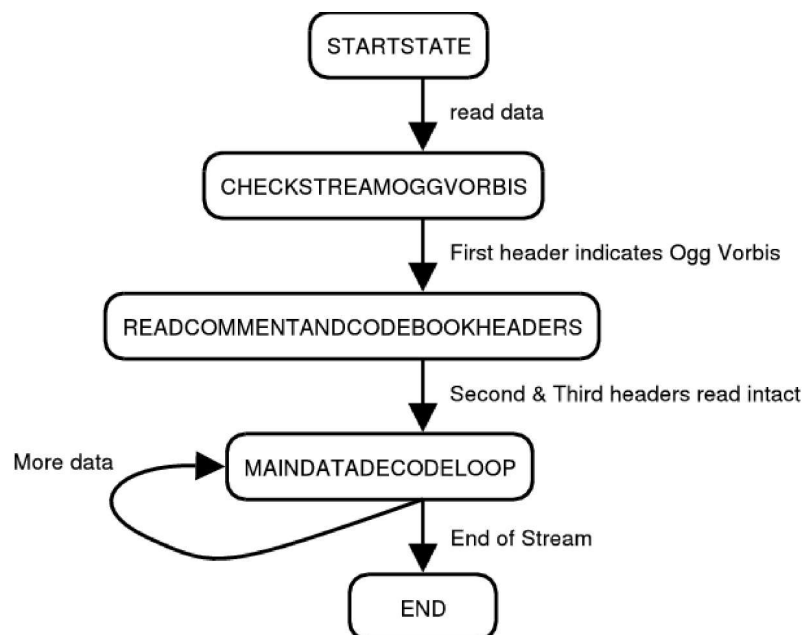 STARTSTATE
read data
CHECKSTREAMOGGVORBIS
First header indicates Ogg Vorbis
READCOMMENTANDCODEBOOKHEADERS
Second & Third headers read intact
More data
MAINDATADECODELOOP
End of Stream
END